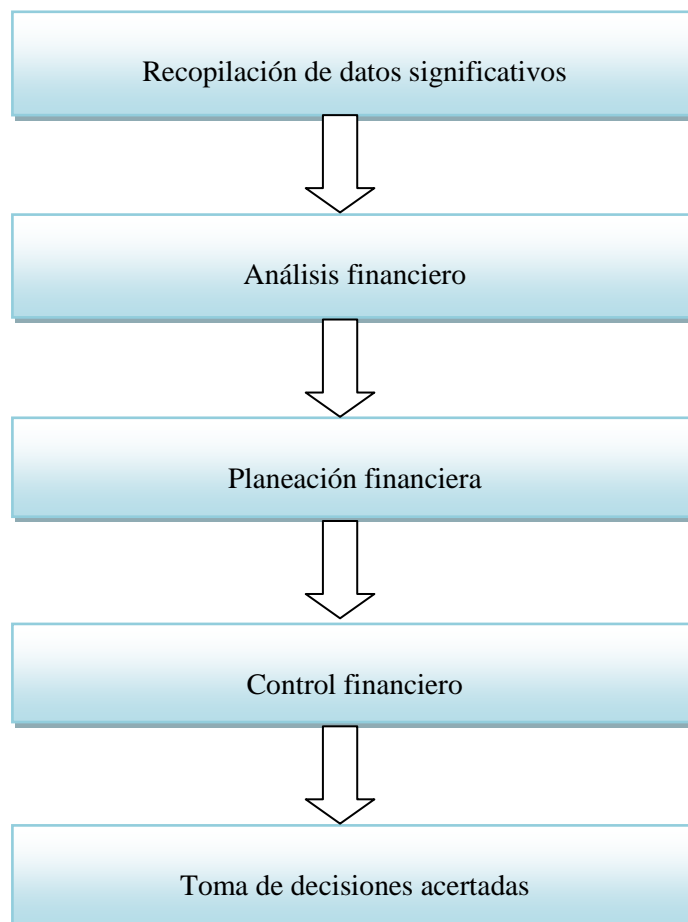 Recopilación de datos significativos
Análisis financiero
Planeación financiera
Control financiero
Toma de decisiones acertadas